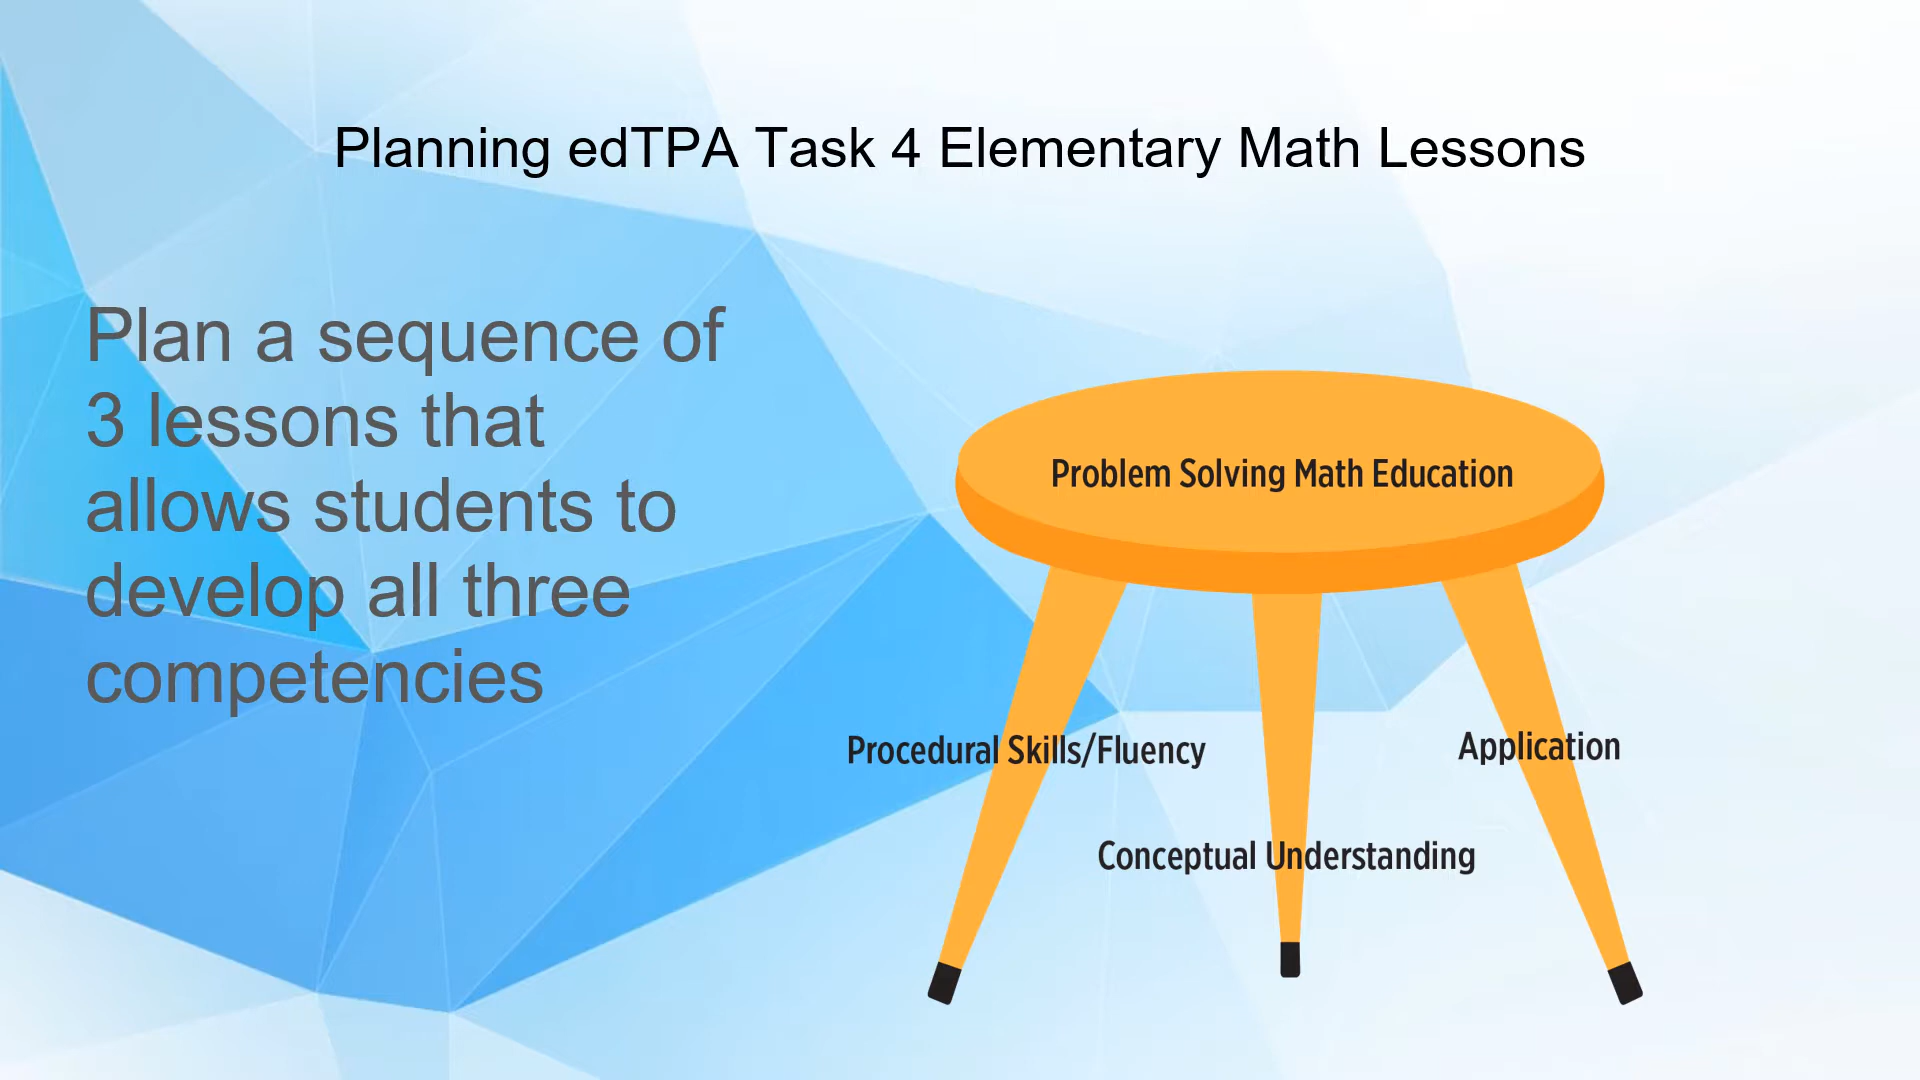 Planning edTPA Task 4 Elementary Math Lessons
Plan a sequence of
3 lessons that
allows students to
develop all three
competencies
Problem Solving Math Education
Procedural Skills/Fluency
Application
Conceptual Understanding